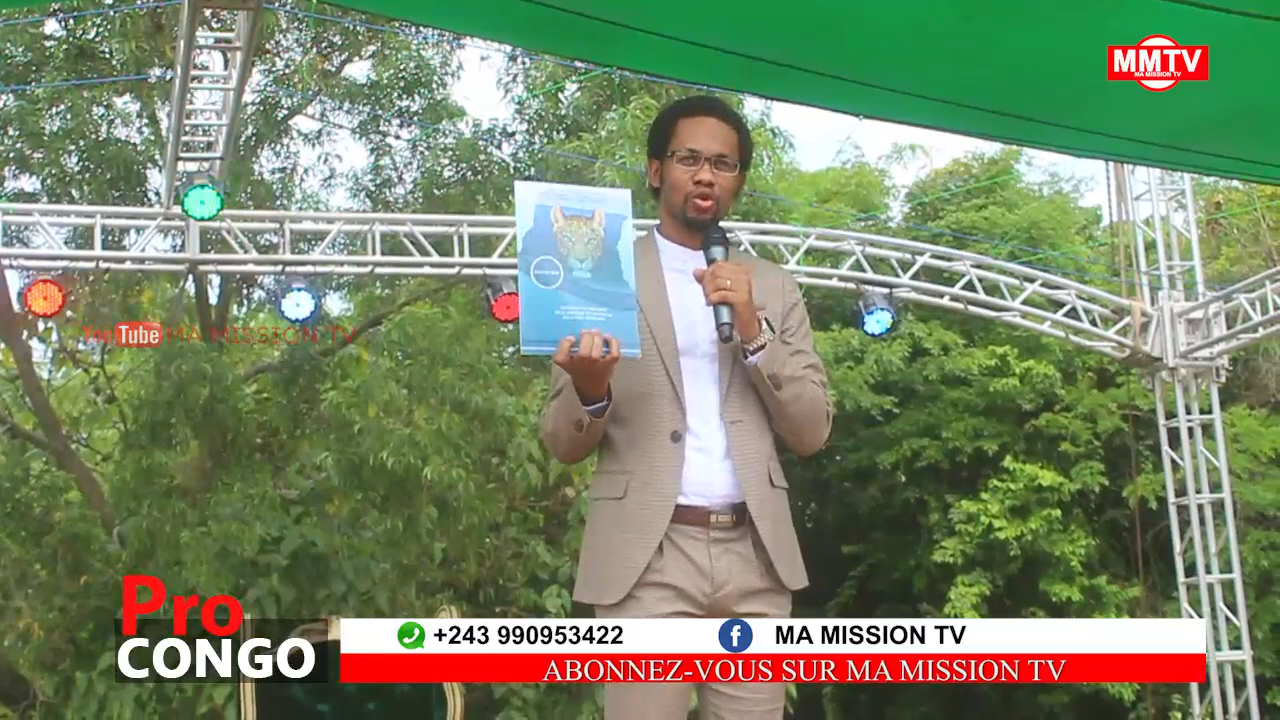 MMTV
MA MISSION TV
YouTube MA MISSION TV
Pro
CONGO
+243 990953422
MA MISSION TV
ABONNEZ-VOUS SUR MA MISSION TV